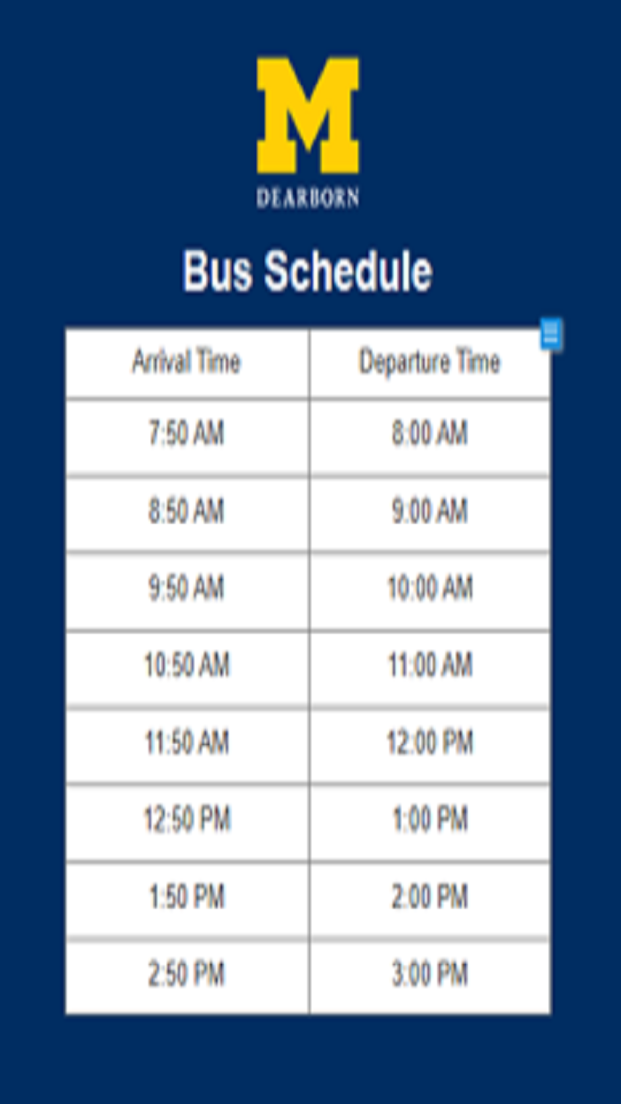 M
DEARBORN
Bus Schedule
Arrival Time Departure Time
7:50 AM 8:00 AM
8:50 AM 9:00 AM
9:50 AM 10:00 AM
10:50 AM 11:00 AM
11:50 AM 12:00 PM
12:50 PM 1:00 PM
1:50 PM 2:00 PM
2:50 PM 3:00 PM